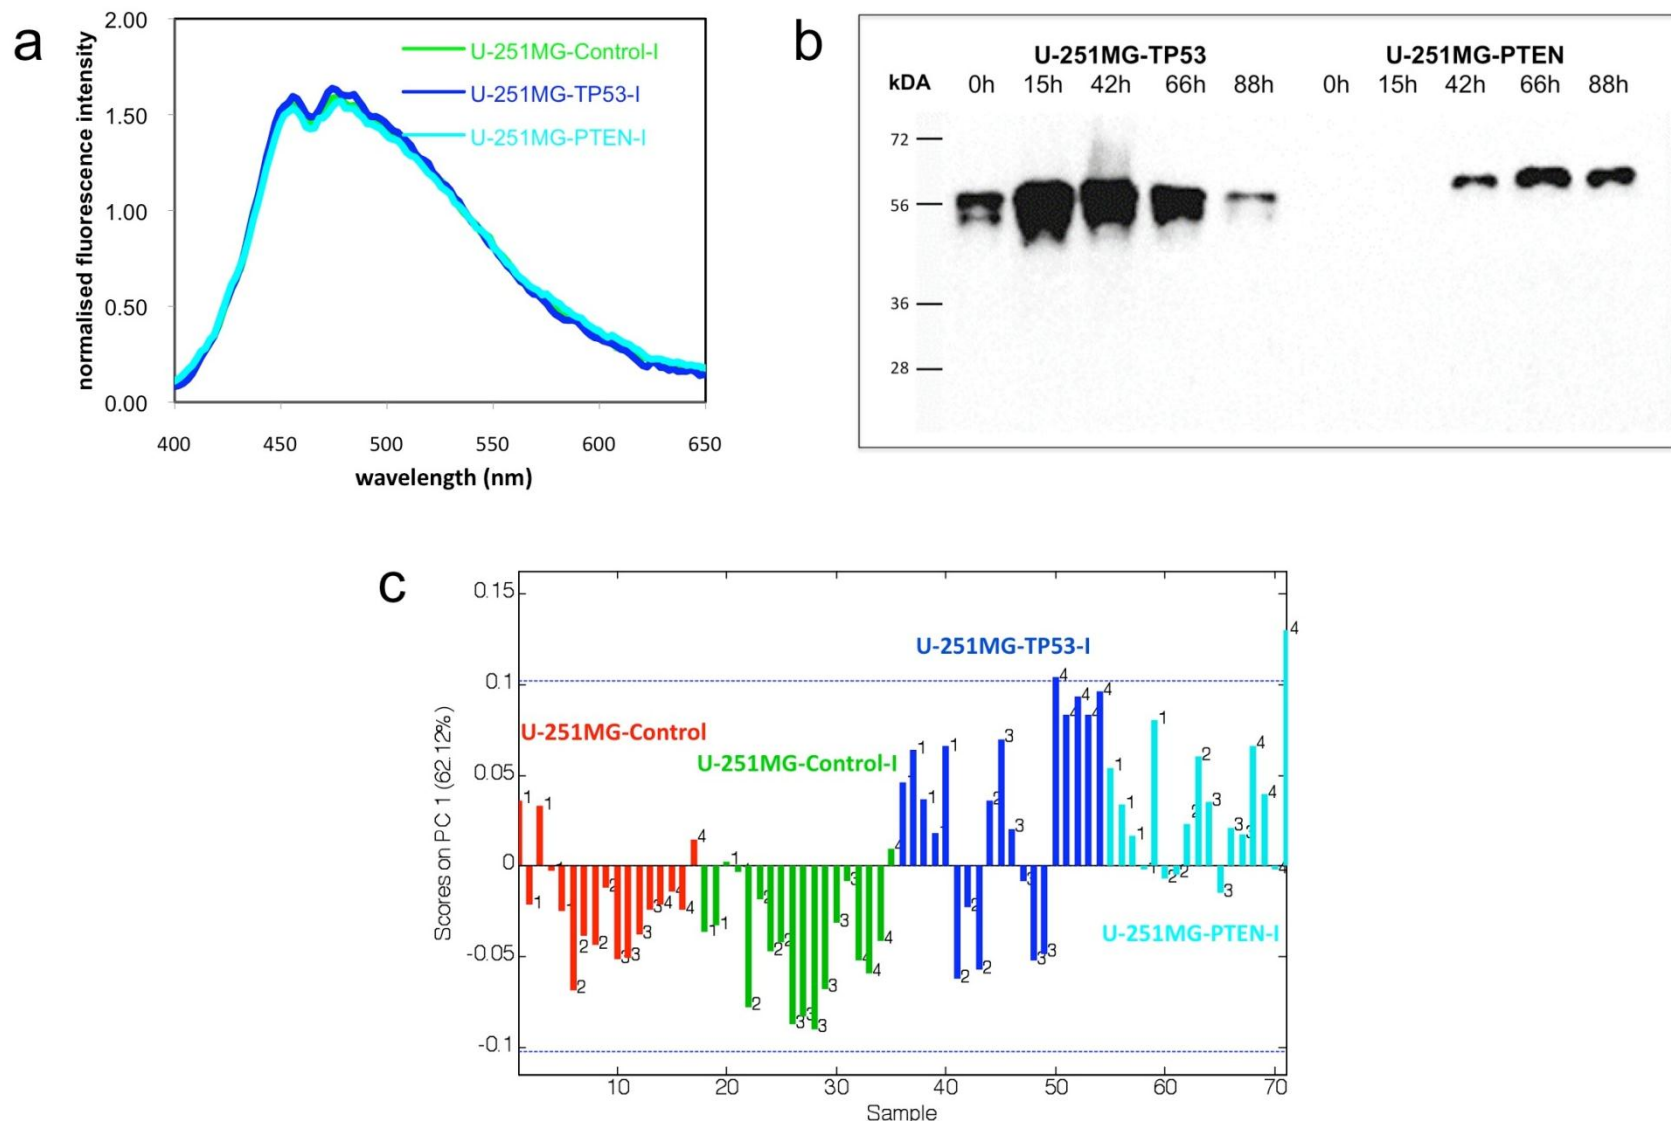 a
2.00
1.50
1.00
0.50
0.00
normalised fluorescence intensity
U-251MG-Control-I
U-251MG-TP53-I
U-251MG-PTEN-I
400 450 500 550 600 650
wavelength (nm)
b
U-251MG-TP53 U-251MG-PTEN
kDA 0h 15h 42h 66h 88h 0h 15h 42h 66h 88h
72
56
36
28
c
0.15
0.1
0.05
0
-0.05
-0.1
Scores on PC 1 (62.12%)
U-251MG-Control
U-251MG-Control-I
U-251MG-TP53-I
U-251MG-PTEN-I
10 20 30 40 50 60 70
Sample